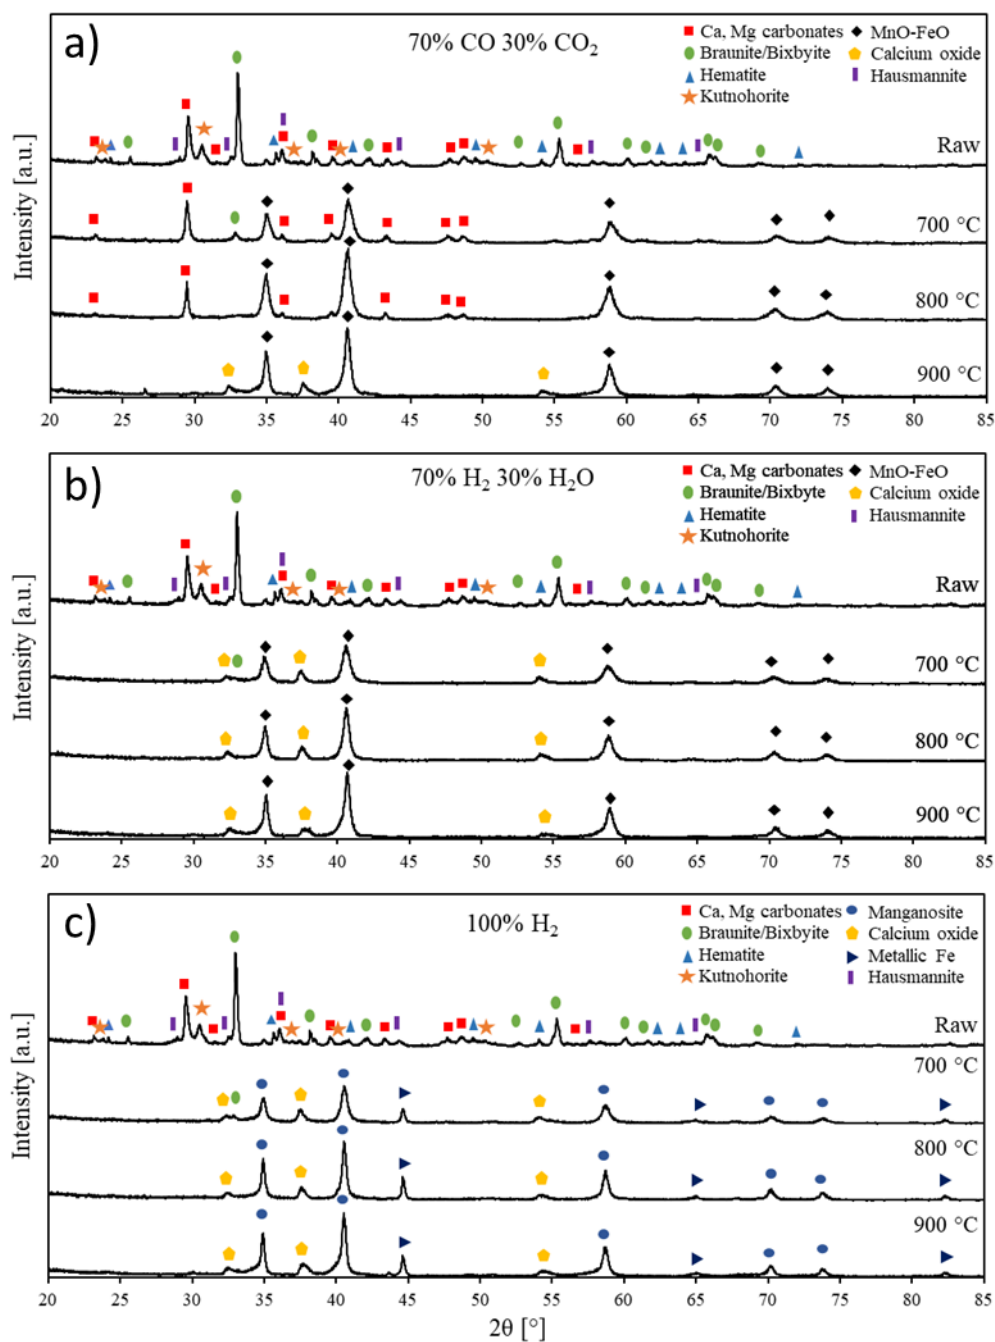 a)
70% CO 30% CO2
Ca, Mg carbonates
Braunite/Bixbyite
Hematite
Kutnohorite
MnO-FeO
Calcium oxide
Hausmannite
Intensity [a.u.]
Raw
700 °C
800 °C
900 °C
20 25 30 35 40 45 50 55 60 65 70 75 80 85
b)
70% H2 30% H2O
Ca, Mg carbonates
Braunite/Bixbyte
Hematite
Kutnohorite
MnO-FeO
Calcium oxide
Hausmannite
Intensity [a.u.]
Raw
700 °C
800 °C
900 °C
20 25 30 35 40 45 50 55 60 65 70 75 80 85
c)
100% H2
Ca, Mg carbonates
Braunite/Bixbyite
Hematite
Kutnohorite
Manganosite
Calcium oxide
Metallic Fe
Hausmannite
Intensity [a.u.]
Raw
700 °C
800 °C
900 °C
20 25 30 35 40 45 50 55 60 65 70 75 80 85
2θ [°]